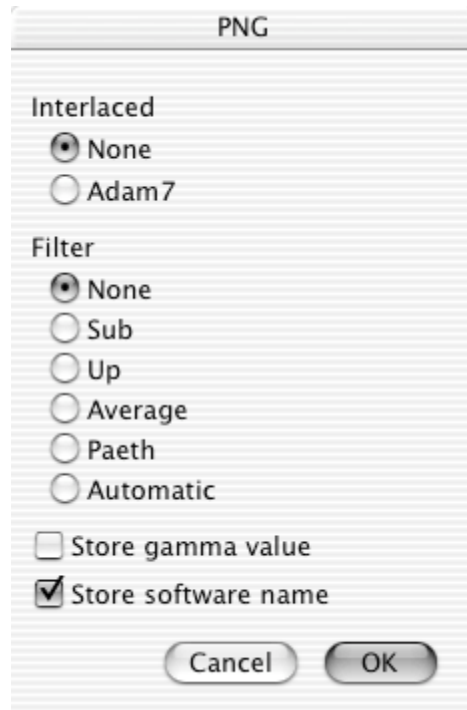 PNG
Interlaced
None
Adam7
Filter
None
Sub
Up
Average
Paeth
Automatic
Store gamma value
Store software name
Cancel OK